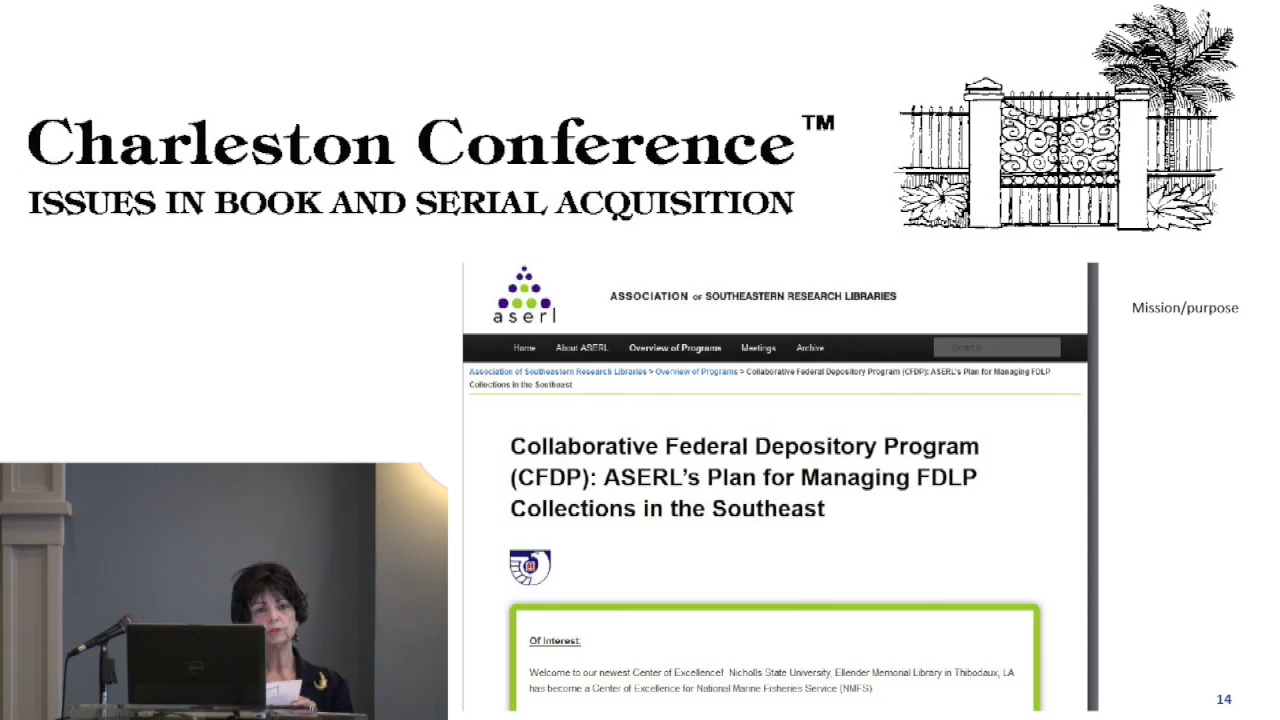 Charleston Conference™
ISSUES IN BOOK AND SERIAL ACQUISITION
aserl
ASSOCIATION OF SOUTHEASTERN RESEARCH LIBRARIES
Mission/purpose
Home About ASERL Overview of Programs Meetings Archive Search
Association of Southeastern Research Libraries > Overview of Programs > Collaborative Federal Depository Program (CFDP): ASERL's Plan for Managing FDLP
Collections in the Southeast
Collaborative Federal Depository Program
(CFDP): ASERL's Plan for Managing FDLP
Collections in the Southeast
Of Interest:
Welcome to our newest Center of Excellence! Nicholls State University, Ellender Memorial Library in Thibodaux, LA
has become a Center of Excellence for National Marine Fisheries Service (NMFS)
14